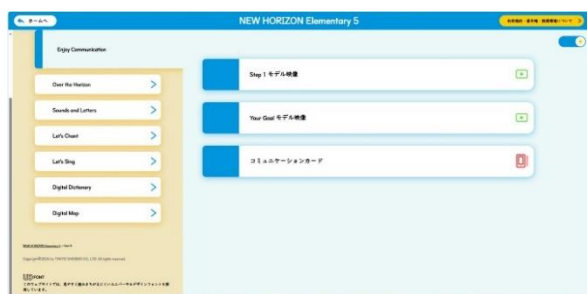 ホームへ
NEW HORIZON Elementary 5
Enjoy Communication
Over the Horizon
Sounds and Letters
Let's Chant
Let's Sing
Digital Dictionary
Digital Map
Step 1 モデル映像
Your Goal モデル映像
コミュニケーションカード
FONT